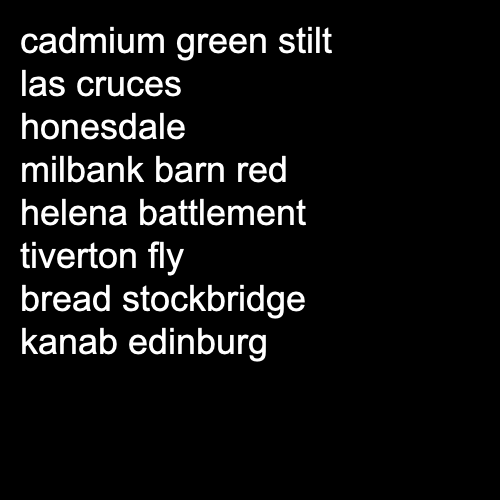 cadmium green stilt
las cruces
honesdale
milbank barn red
helena battlement
tiverton fly
bread stockbridge
kanab edinburg